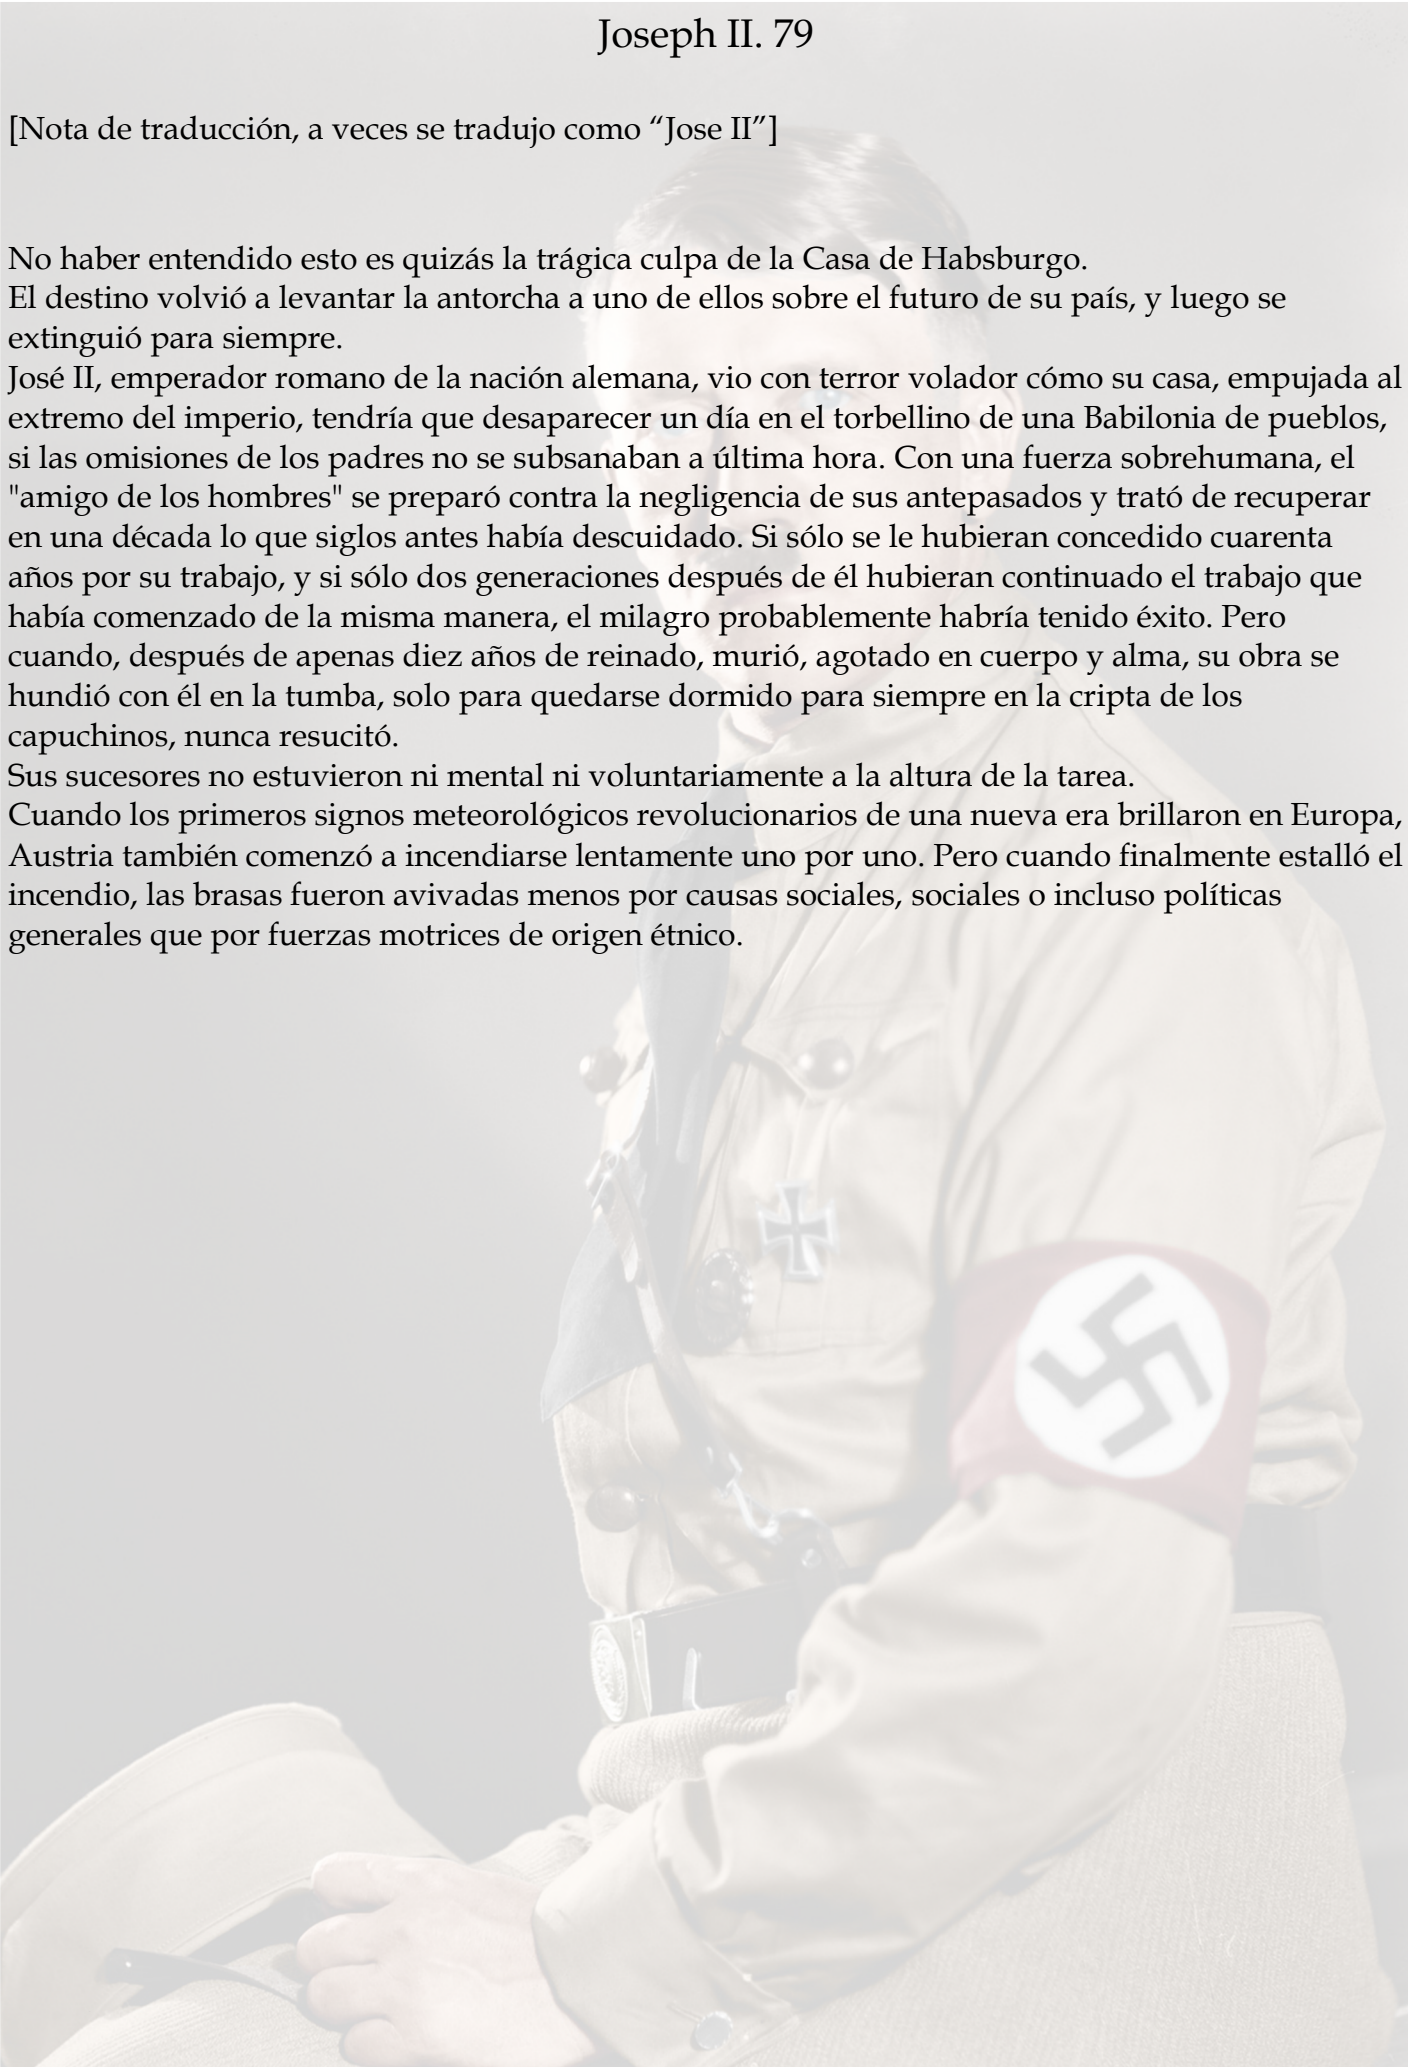 Joseph II. 79
[Nota de traducción, a veces se tradujo como “Jose II”]
No haber entendido esto es quizás la trágica culpa de la Casa de Habsburgo.
El destino volvió a levantar la antorcha a uno de ellos sobre el futuro de su país, y luego se
extinguió para siempre.
José II, emperador romano de la nación alemana, vio con terror volador cómo su casa, empujada al
extremo del imperio, tendría que desaparecer un día en el torbellino de una Babilonia de pueblos,
si las omisiones de los padres no se subsanaban a última hora. Con una fuerza sobrehumana, el
"amigo de los hombres" se preparó contra la negligencia de sus antepasados y trató de recuperar
en una década lo que siglos antes había descuidado. Si sólo se le hubieran concedido cuarenta
años por su trabajo, y si sólo dos generaciones después de él hubieran continuado el trabajo que
había comenzado de la misma manera, el milagro probablemente habría tenido éxito. Pero
cuando, después de apenas diez años de reinado, murió, agotado en cuerpo y alma, su obra se
hundió con él en la tumba, solo para quedarse dormido para siempre en la cripta de los
capuchinos, nunca resucitó.
Sus sucesores no estuvieron ni mental ni voluntariamente a la altura de la tarea.
Cuando los primeros signos meteorológicos revolucionarios de una nueva era brillaron en Europa,
Austria también comenzó a incendiarse lentamente uno por uno. Pero cuando finalmente estalló el
incendio, las brasas fueron avivadas menos por causas sociales, sociales o incluso políticas
generales que por fuerzas motrices de origen étnico.